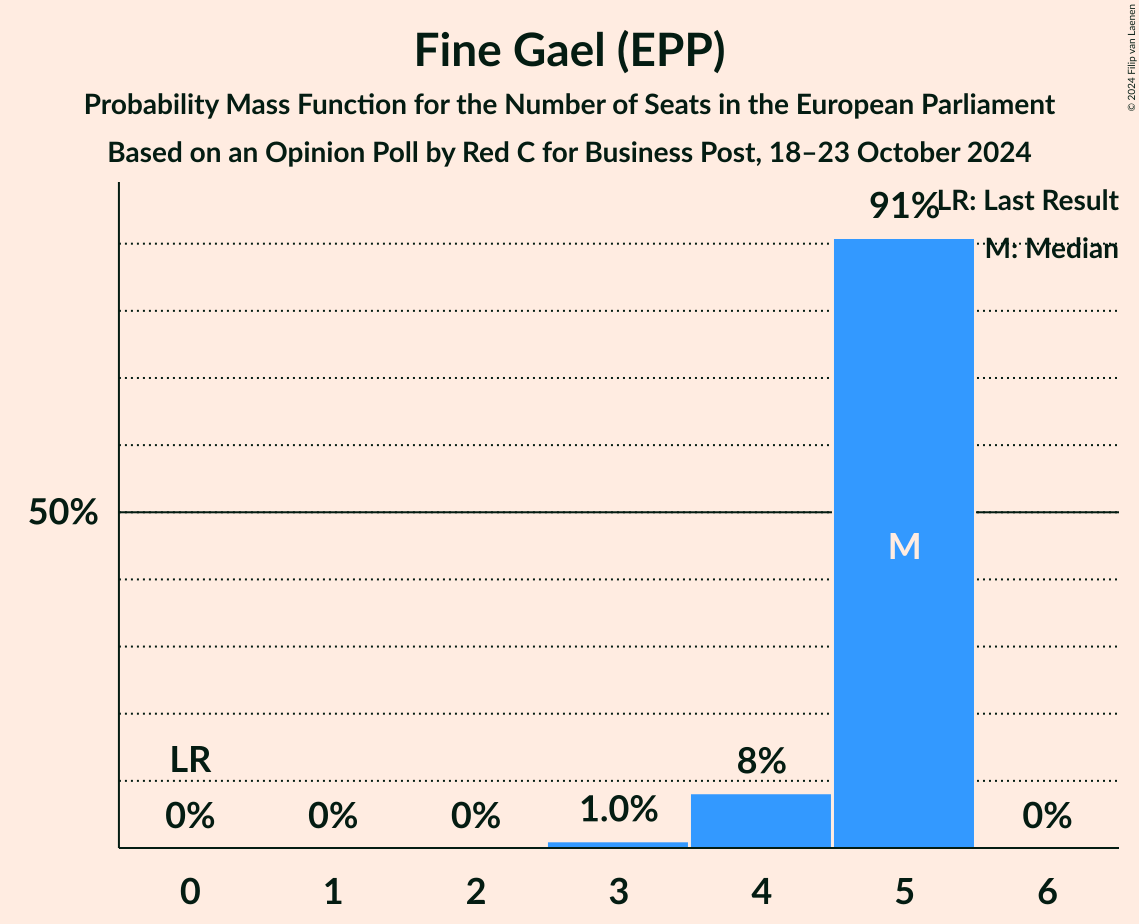 Fine Gael (EPP)
Probability Mass Function for the Number of Seats in the European Parliament
Based on an Opinion Poll by Red C for Business Post, 18–23 October 2024
© 2024 Filip van Laenen
LR: Last Result
M: Median
91%
50%
M
LR
8%
1.0%
0% 0% 0% 0%
0 1 2 3 4 5 6